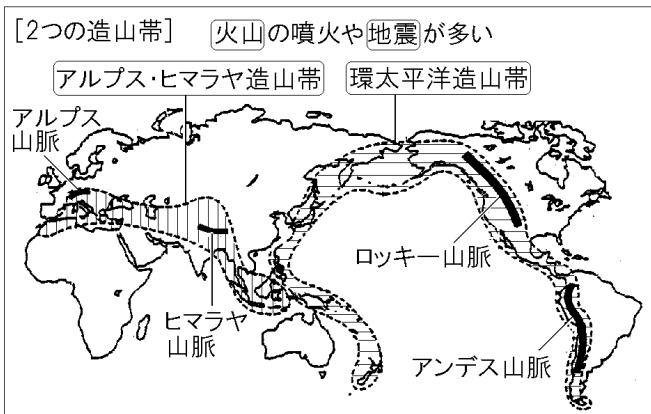 [2つの造山帯] 火山の噴火や地震が多い
アルプス・ヒマラヤ造山帯
環太平洋造山帯
アルプス
山脈
ロッキー山脈
ヒマラヤ
山脈
アンデス山脈